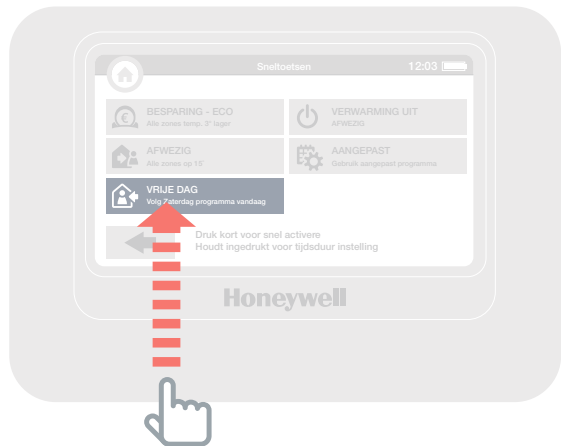 Sneltoetsen
12:03
BESPARING - ECO
Alle zones temp. 3° lager
VERWARMING UIT
AFWEZIG
AFWEZIG
Alle zones op 15°
AANGEPAST
Gebruik aangepast programma
VRIJE DAG
Volg Zaterdag programma vandaag
Druk kort voor snel activere
Houdt ingedrukt voor tijdsduur instelling
Honeywell